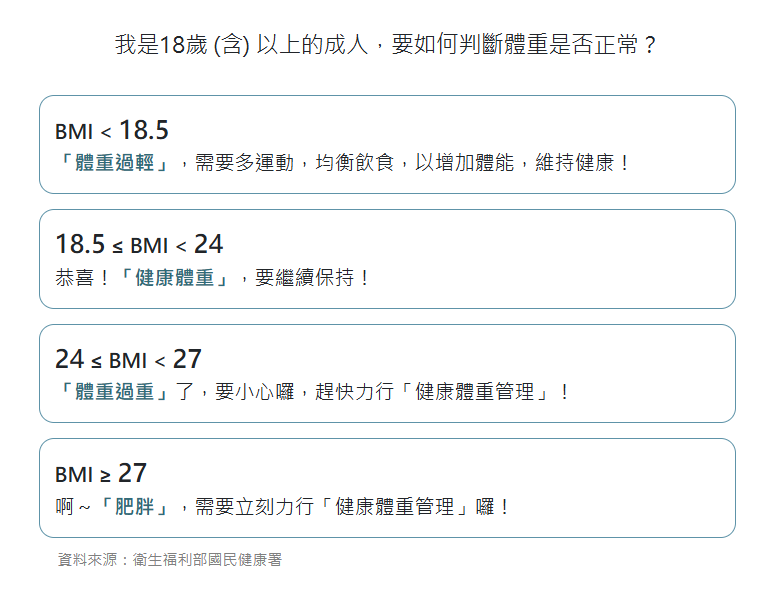 我是18歲 (含) 以上的成人，要如何判斷體重是否正常？
BMI < 18.5
「體重過輕」，需要多運動，均衡飲食，以增加體能，維持健康！
18.5 ≤ BMI < 24
恭喜！「健康體重」，要繼續保持！
24 ≤ BMI < 27
「體重過重」了，要小心囉，趕快力行「健康體重管理」！
BMI ≥ 27
啊～「肥胖」，需要立刻力行「健康體重管理」囉！
資料來源：衛生福利部國民健康署